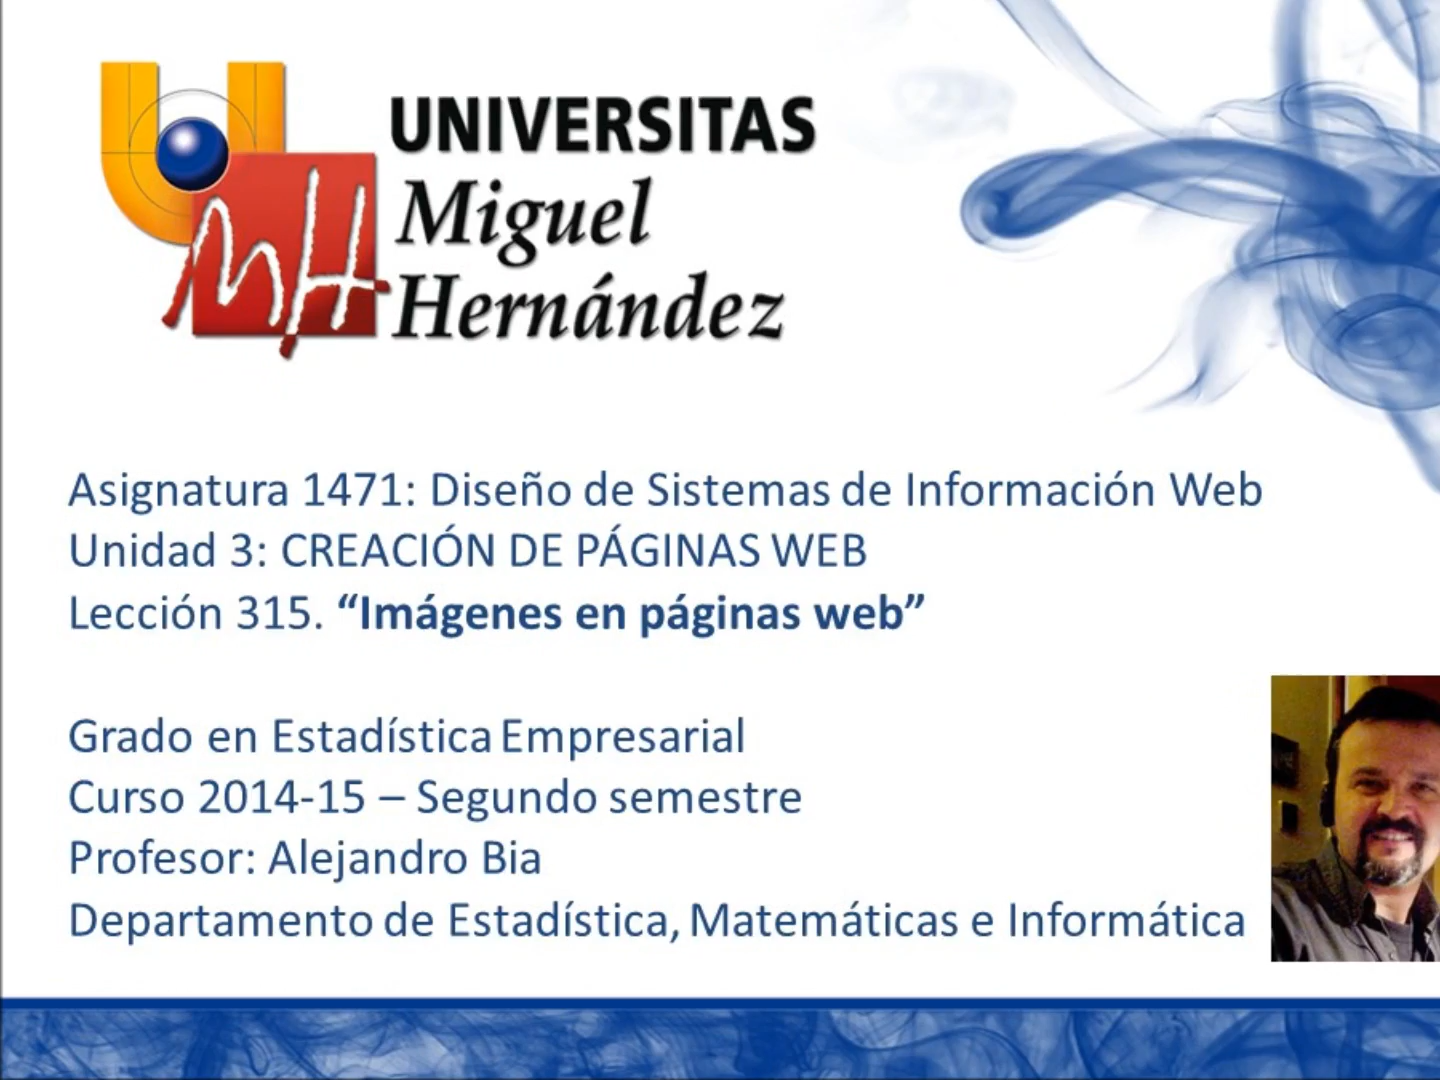 UNIVERSITAS
Miguel
Hernández
UMH
Asignatura 1471: Diseño de Sistemas de Información Web
Unidad 3: CREACIÓN DE PÁGINAS WEB
Lección 315. “Imágenes en páginas web”
Grado en Estadística Empresarial
Curso 2014-15 – Segundo semestre
Profesor: Alejandro Bia
Departamento de Estadística, Matemáticas e Informática